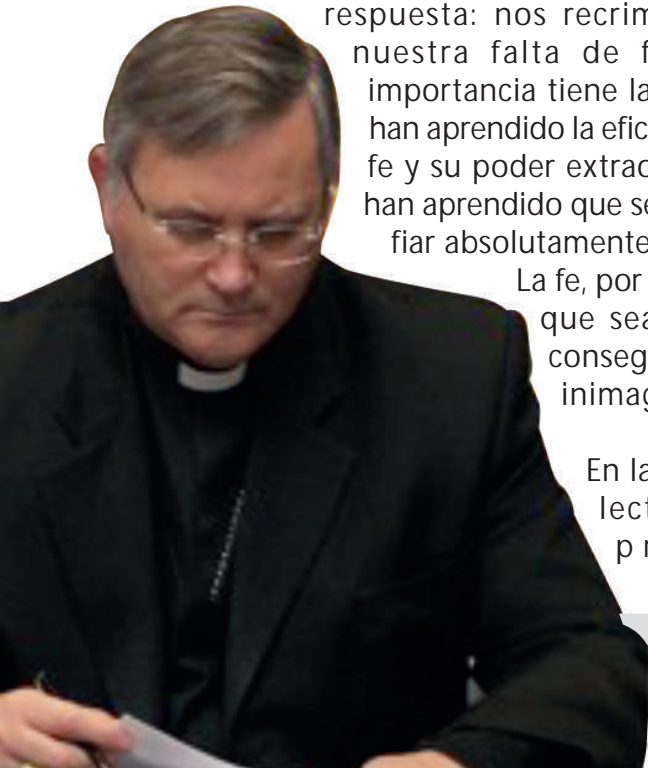 respuesta: nos recrim
nuestra falta de f
importancia tiene la
han aprendido la efic
fe y su poder extrac
han aprendido que se
fiar absolutamente
La fe, por
que sea
conseg
inimag
En la
lect
pr